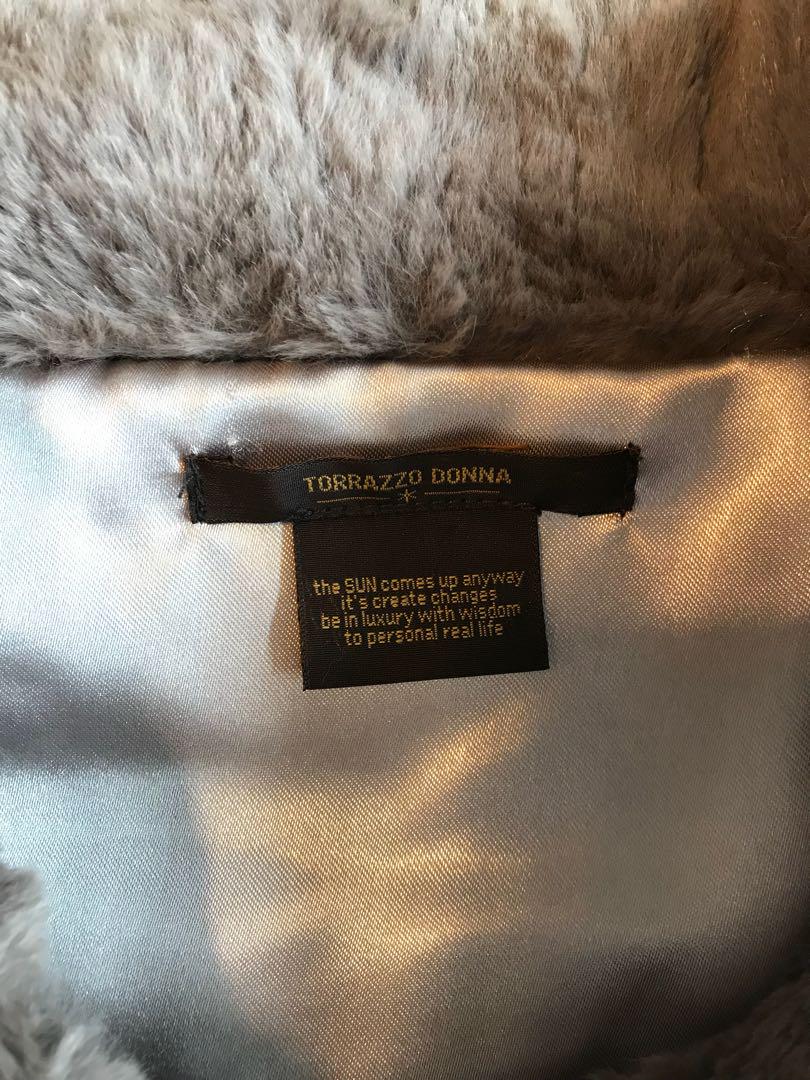 TORRAZZO DONNA
the SUN comes up anyway
it's create changes
be in luxury with wisdom
to personal real life